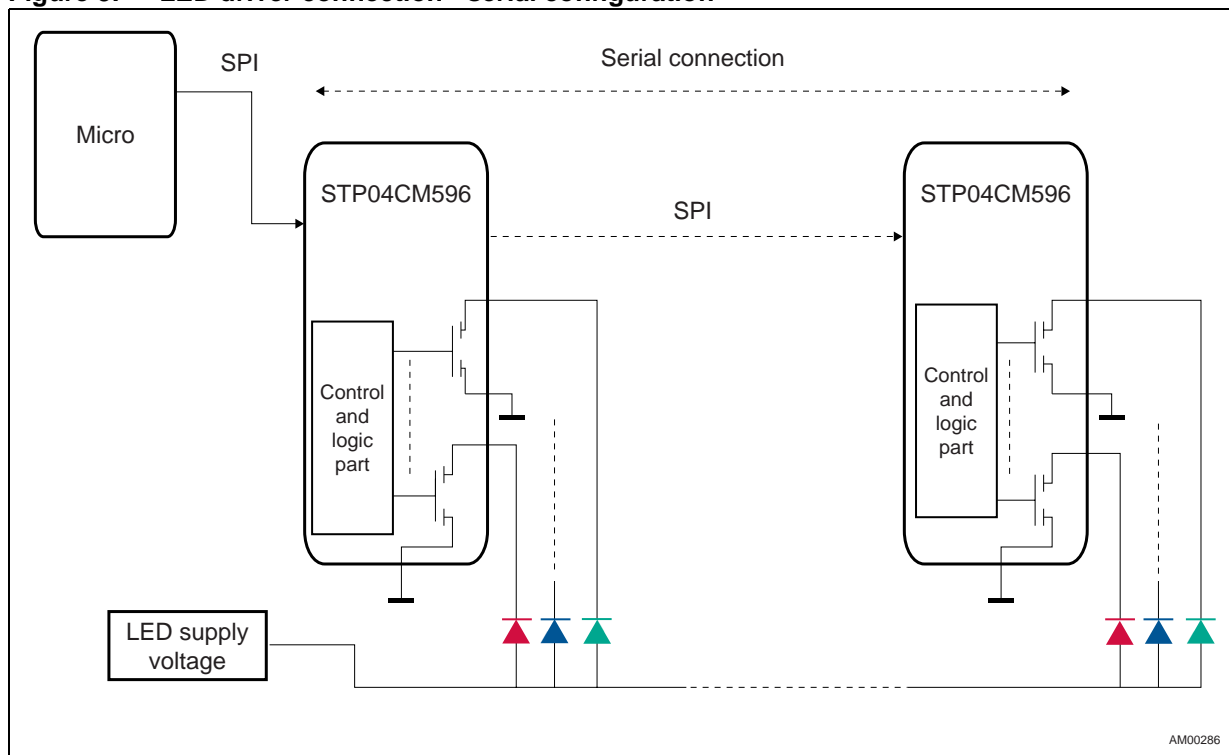 SPI
Serial connection
Micro
STP04CM596
SPI
STP04CM596
Control
and
logic
part
Control
and
logic
part
LED supply
voltage
AM00286